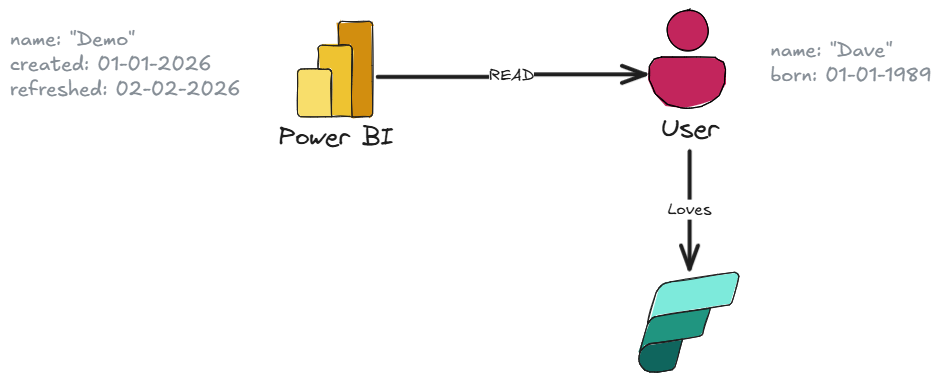 name: "Demo"
created: 01-01-2026
refreshed: 02-02-2026
Power BI
READ
User
name: "Dave"
born: 01-01-1989
Loves